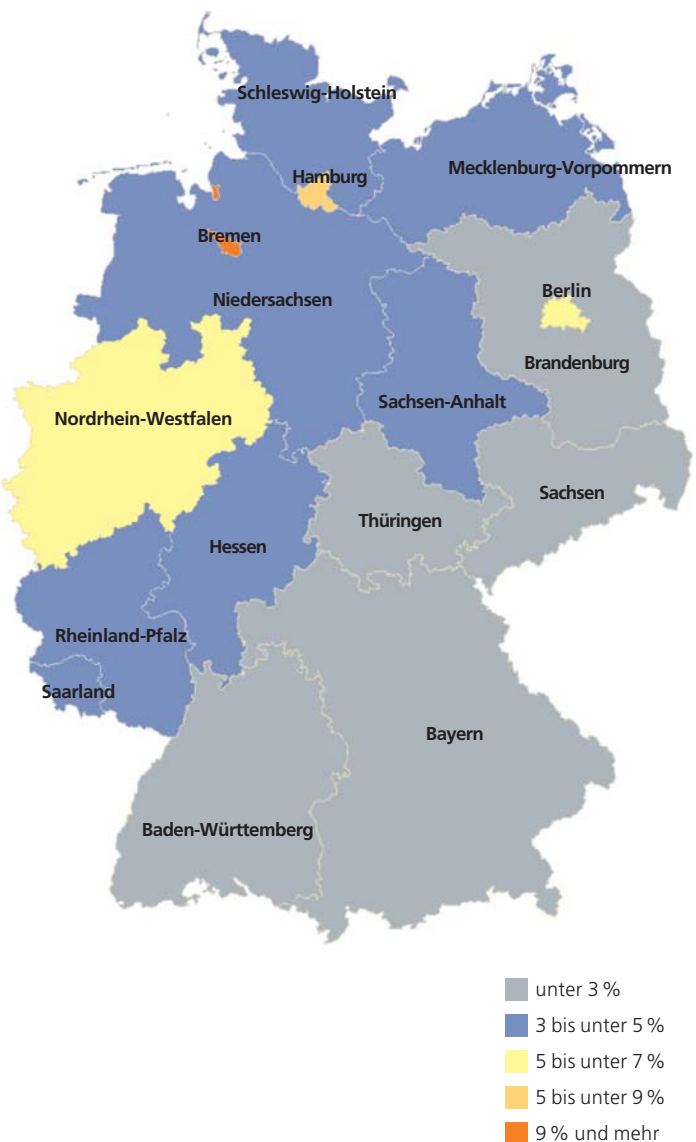 Schleswig-Holstein
Mecklenburg-Vorpommern
Hamburg
Bremen
Berlin
Niedersachsen
Brandenburg
Sachsen-Anhalt
Nordrhein-Westfalen
Sachsen
Thüringen
Hessen
Rheinland-Pfalz
Saarland
Bayern
Baden-Württemberg
unter 3 %
3 bis unter 5 %
5 bis unter 7 %
5 bis unter 9 %
9 % und mehr